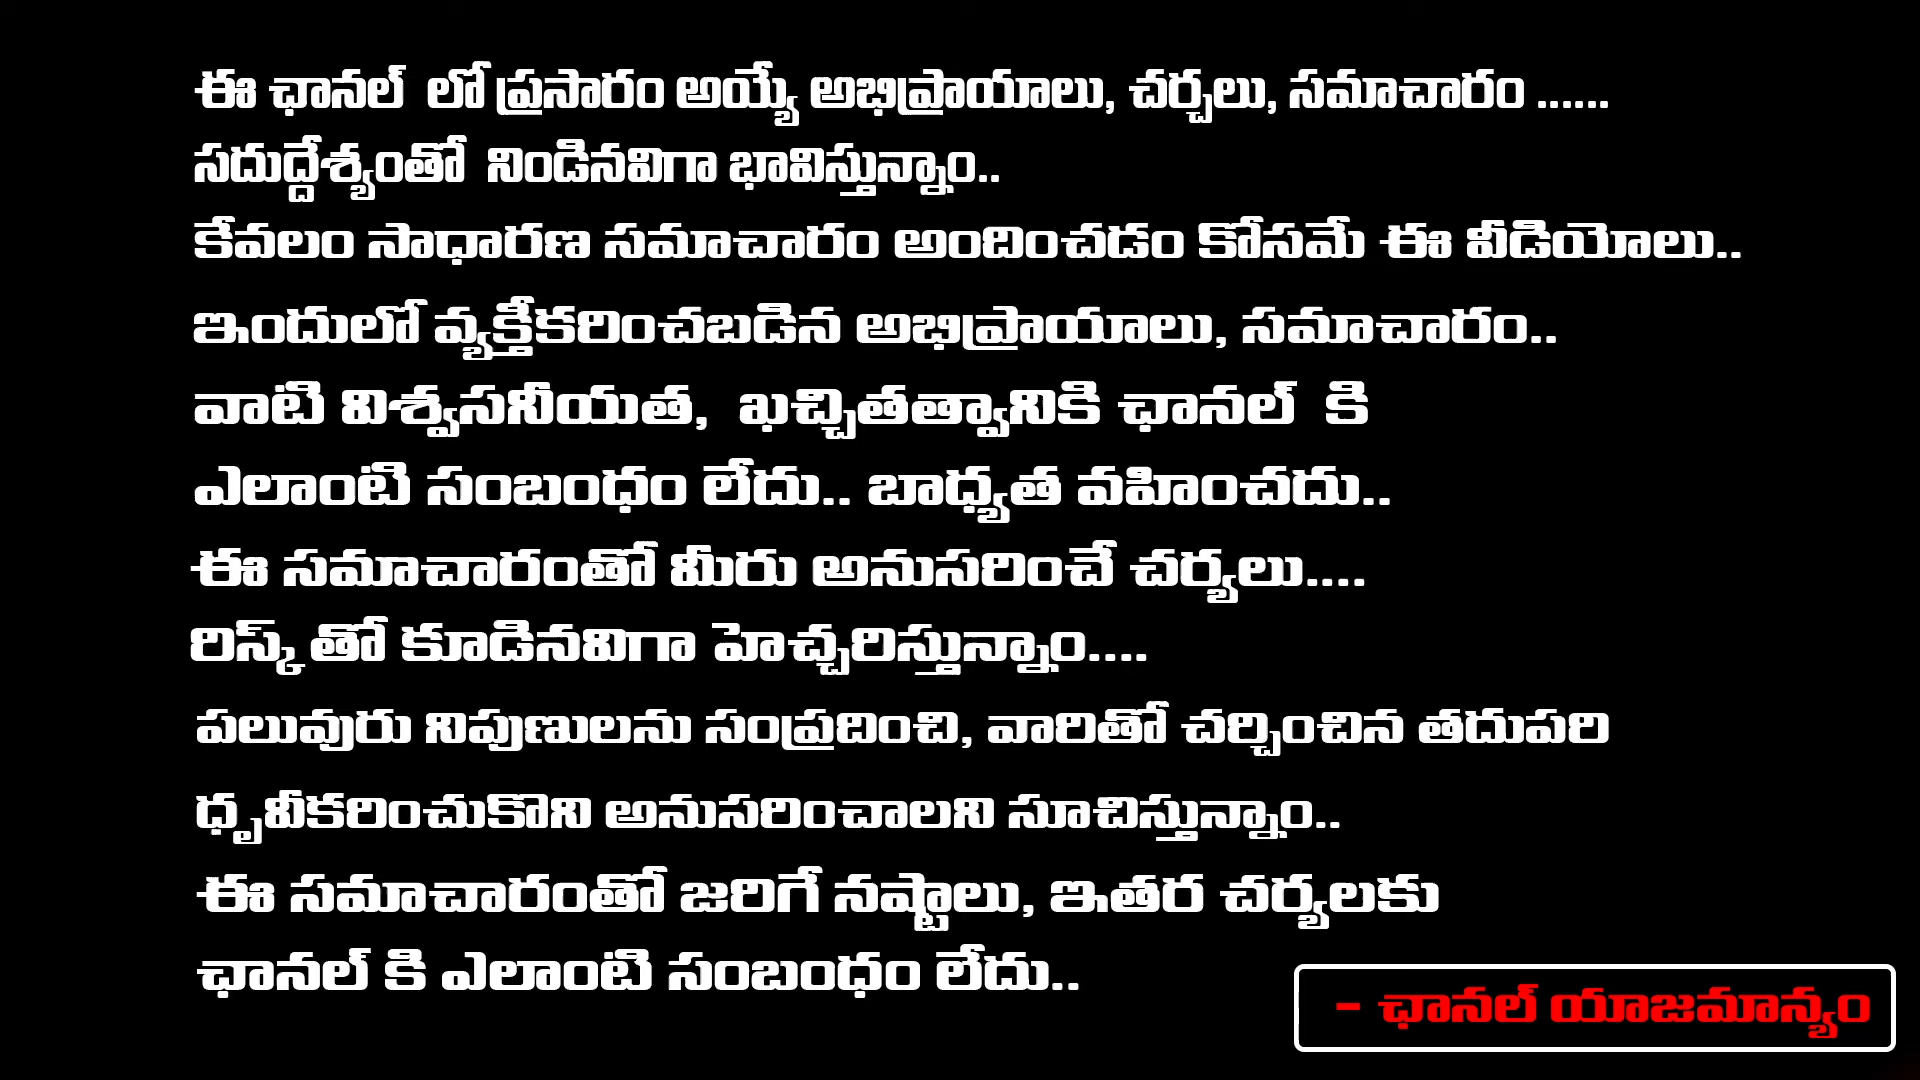 ఈ ఛానల్ లో ప్రసారం అయ్యే అభిప్రాయాలు, చర్చలు, సమాచారం ......
సదుద్దేశ్యంతో నిండినవిగా భావిస్తున్నాం..
కేవలం సాధారణ సమాచారం అందించడం కోసమే ఈ వీడియోలు..
ఇందులో వ్యక్తీకరించబడిన అభిప్రాయాలు, సమాచారం..
వాటి విశ్వసనీయత, ఖచ్చితత్వానికి ఛానల్ కి
ఎలాంటి సంబంధం లేదు.. బాధ్యత వహించదు..
ఈ సమాచారంతో మీరు అనుసరించే చర్యలు....
రిస్క్ తో కూడినవిగా హెచ్చరిస్తున్నాం....
పలువురు నిపుణులను సంప్రదించి, వారితో చర్చించిన తదుపరి
ధృవీకరించుకొని అనుసరించాలని సూచిస్తున్నాం..
ఈ సమాచారంతో జరిగే నష్టాలు, ఇతర చర్యలకు
ఛానల్ కి ఎలాంటి సంబంధం లేదు..
- ఛానల్ యాజమాన్యం